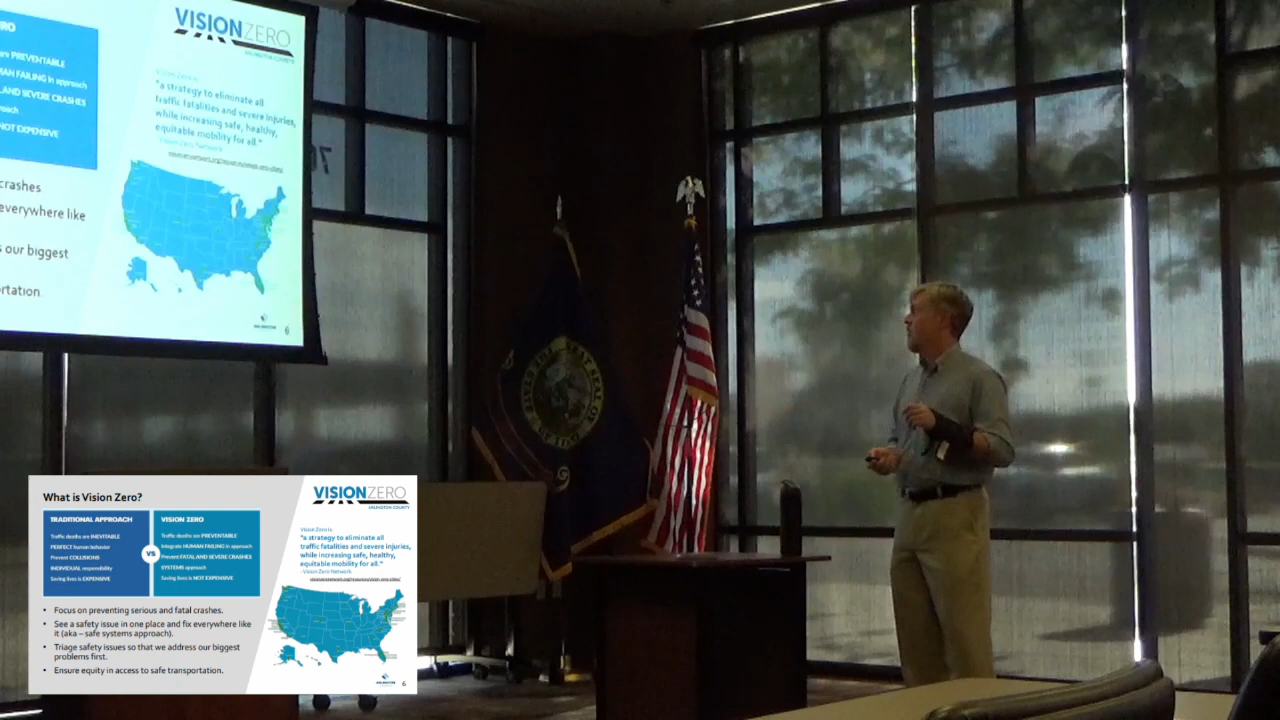 ERO
are PREVENTABLE
MAN FAILING in approach
AND SEVERE CRASHES
roach
NOT EXPENSIVE
crashes
everywhere like
s our biggest
rtation.
VISIONZERO
ARLINGTON COUNTY
Vision Zero is:
"a strategy to eliminate all
traffic fatalities and severe injuries,
while increasing safe, healthy,
equitable mobility for all."
- Vision Zero Network
ARLINGTON
6
What is Vision Zero?
TRADITIONAL APPROACH
Traffic deaths are INEVITABLE
PERFECT human behavior
Prevent COLLISIONS
INDIVIDUAL responsibility
Saving lives is EXPENSIVE
VS
VISION ZERO
Traffic deaths are PREVENTABLE
Integrate HUMAN FAILING in approach
Prevent FATAL AND SEVERE CRASHES
SYSTEMS approach
Saving lives is NOT EXPENSIVE
• Focus on preventing serious and fatal crashes.
• See a safety issue in one place and fix everywhere like
it (aka – safe systems approach).
• Triage safety issues so that we address our biggest
problems first.
• Ensure equity in access to safe transportation.
VISIONZERO
ARLINGTON COUNTY
Vision Zero is:
"a strategy to eliminate all
traffic fatalities and severe injuries,
while increasing safe, healthy,
equitable mobility for all."
- Vision Zero Network
ARLINGTON
6